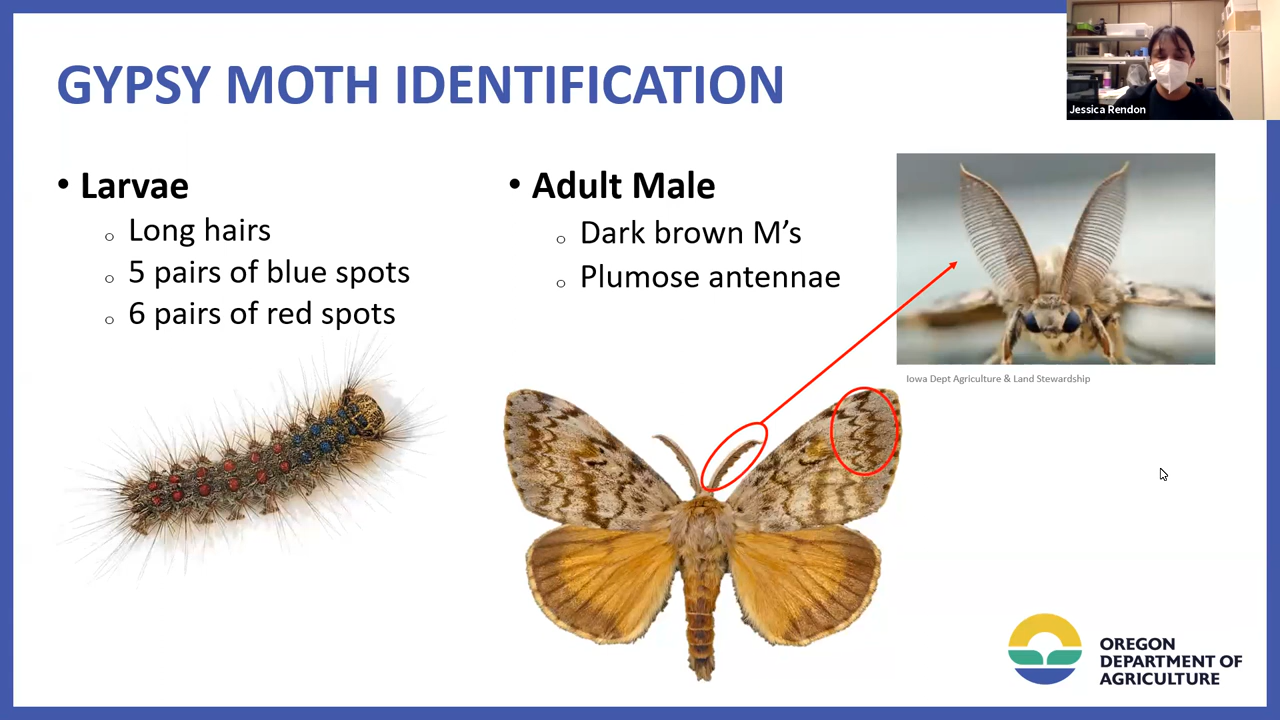 GYPSY MOTH IDENTIFICATION
Jessica Rendon
• Larvae
o Long hairs
o 5 pairs of blue spots
o 6 pairs of red spots
• Adult Male
o Dark brown M’s
o Plumose antennae
Iowa Dept Agriculture & Land Stewardship
OREGON
DEPARTMENT OF
AGRICULTURE